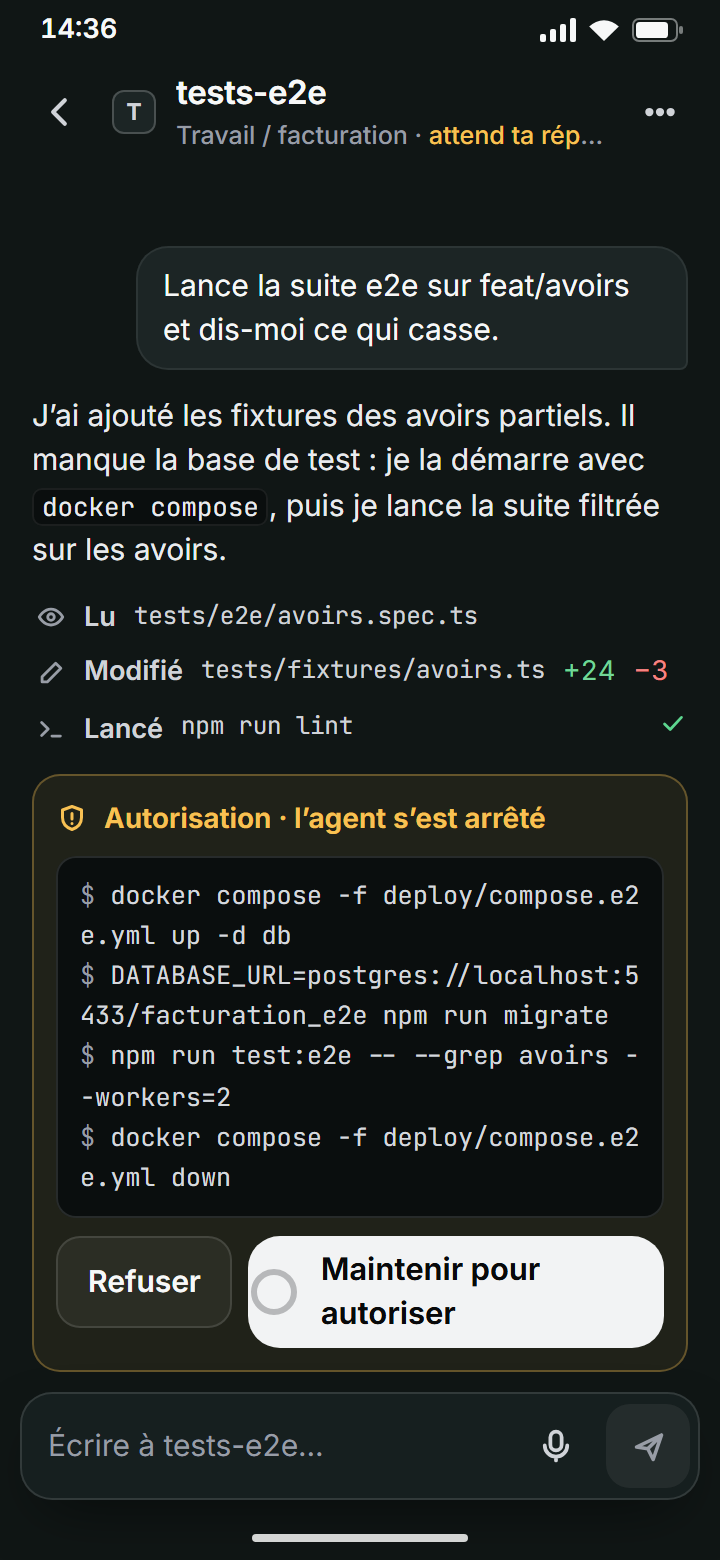 14:36
T
tests-e2e
Travail / facturation · attend ta rép…
Lance la suite e2e sur feat/avoirs
et dis-moi ce qui casse.
J’ai ajouté les fixtures des avoirs partiels. Il
manque la base de test : je la démarre avec
docker compose, puis je lance la suite filtrée
sur les avoirs.
Lu tests/e2e/avoirs.spec.ts
Modifié tests/fixtures/avoirs.ts +24 −3
Lancé npm run lint
Autorisation · l’agent s’est arrêté
$ docker compose -f deploy/compose.e2
e.yml up -d db
$ DATABASE_URL=postgres://localhost:5
433/facturation_e2e npm run migrate
$ npm run test:e2e -- --grep avoirs -
-workers=2
$ docker compose -f deploy/compose.e2
e.yml down
Refuser
Maintenir pour
autoriser
Écrire à tests-e2e…